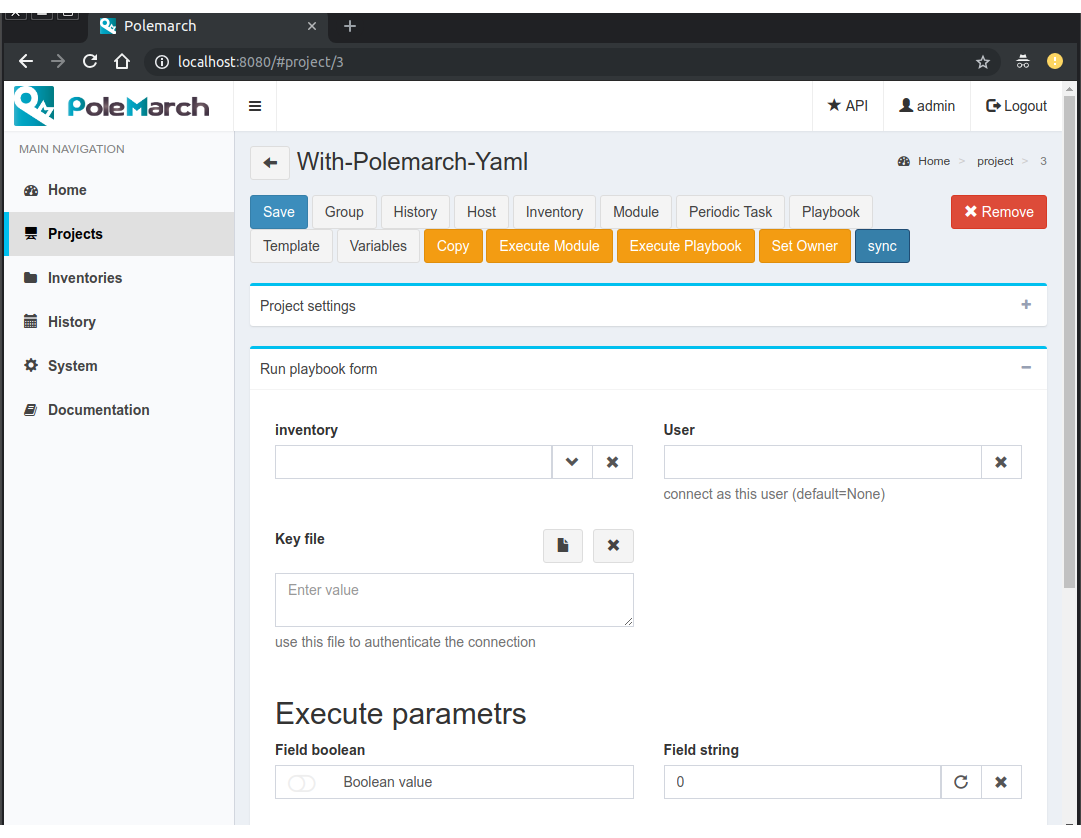 Polemarch
localhost:8080/#project/3
PoleMarch
API
admin
Logout
MAIN NAVIGATION
Home
Projects
Inventories
History
System
Documentation
With-Polemarch-Yaml
Home > project > 3
Save Group History Host Inventory Module Periodic Task Playbook Remove
Template Variables Copy Execute Module Execute Playbook Set Owner sync
Project settings
Run playbook form
inventory
User
connect as this user (default=None)
Key file
Enter value
use this file to authenticate the connection
Execute parametrs
Field boolean
Boolean value
Field string
0